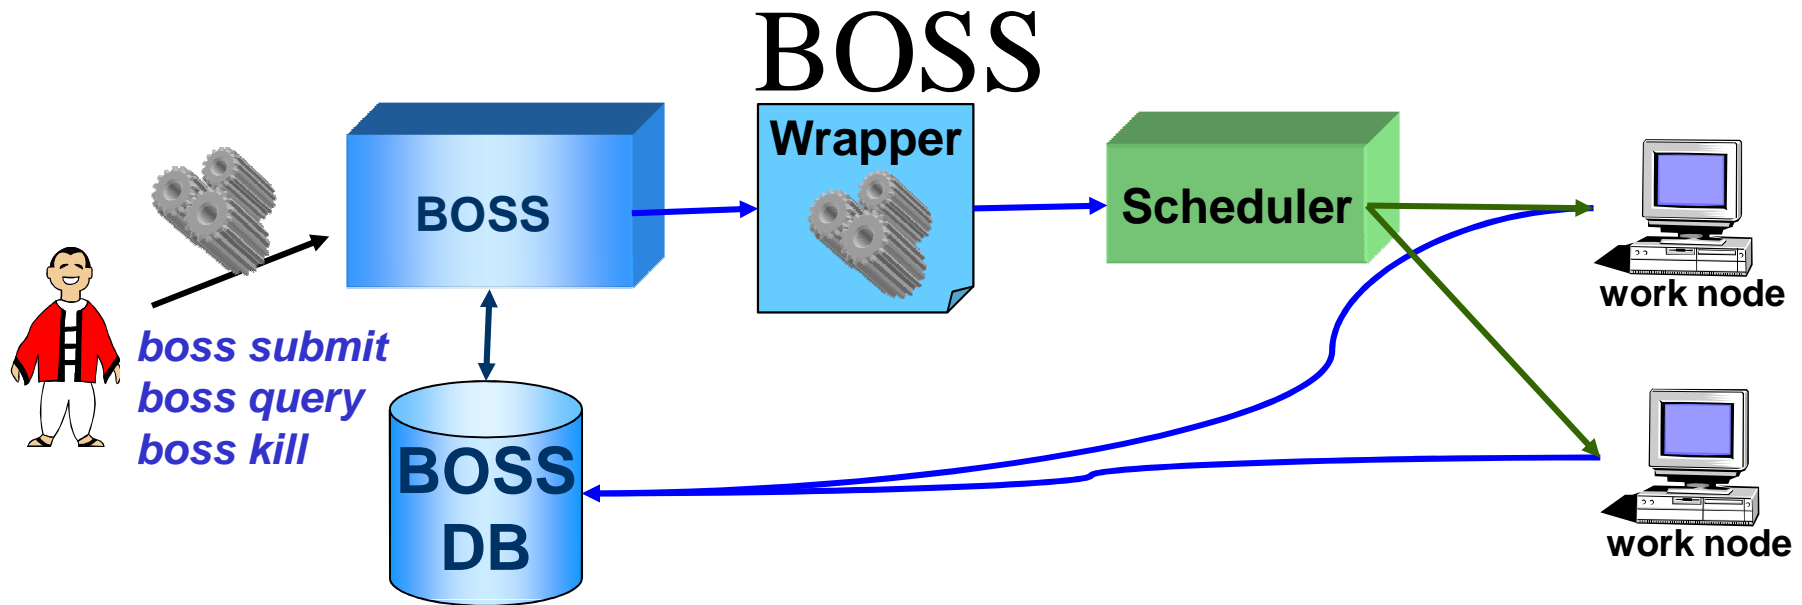 BOSS
Wrapper
BOSS
Scheduler
work node
boss submit
boss query
boss kill
BOSS
DB
work node